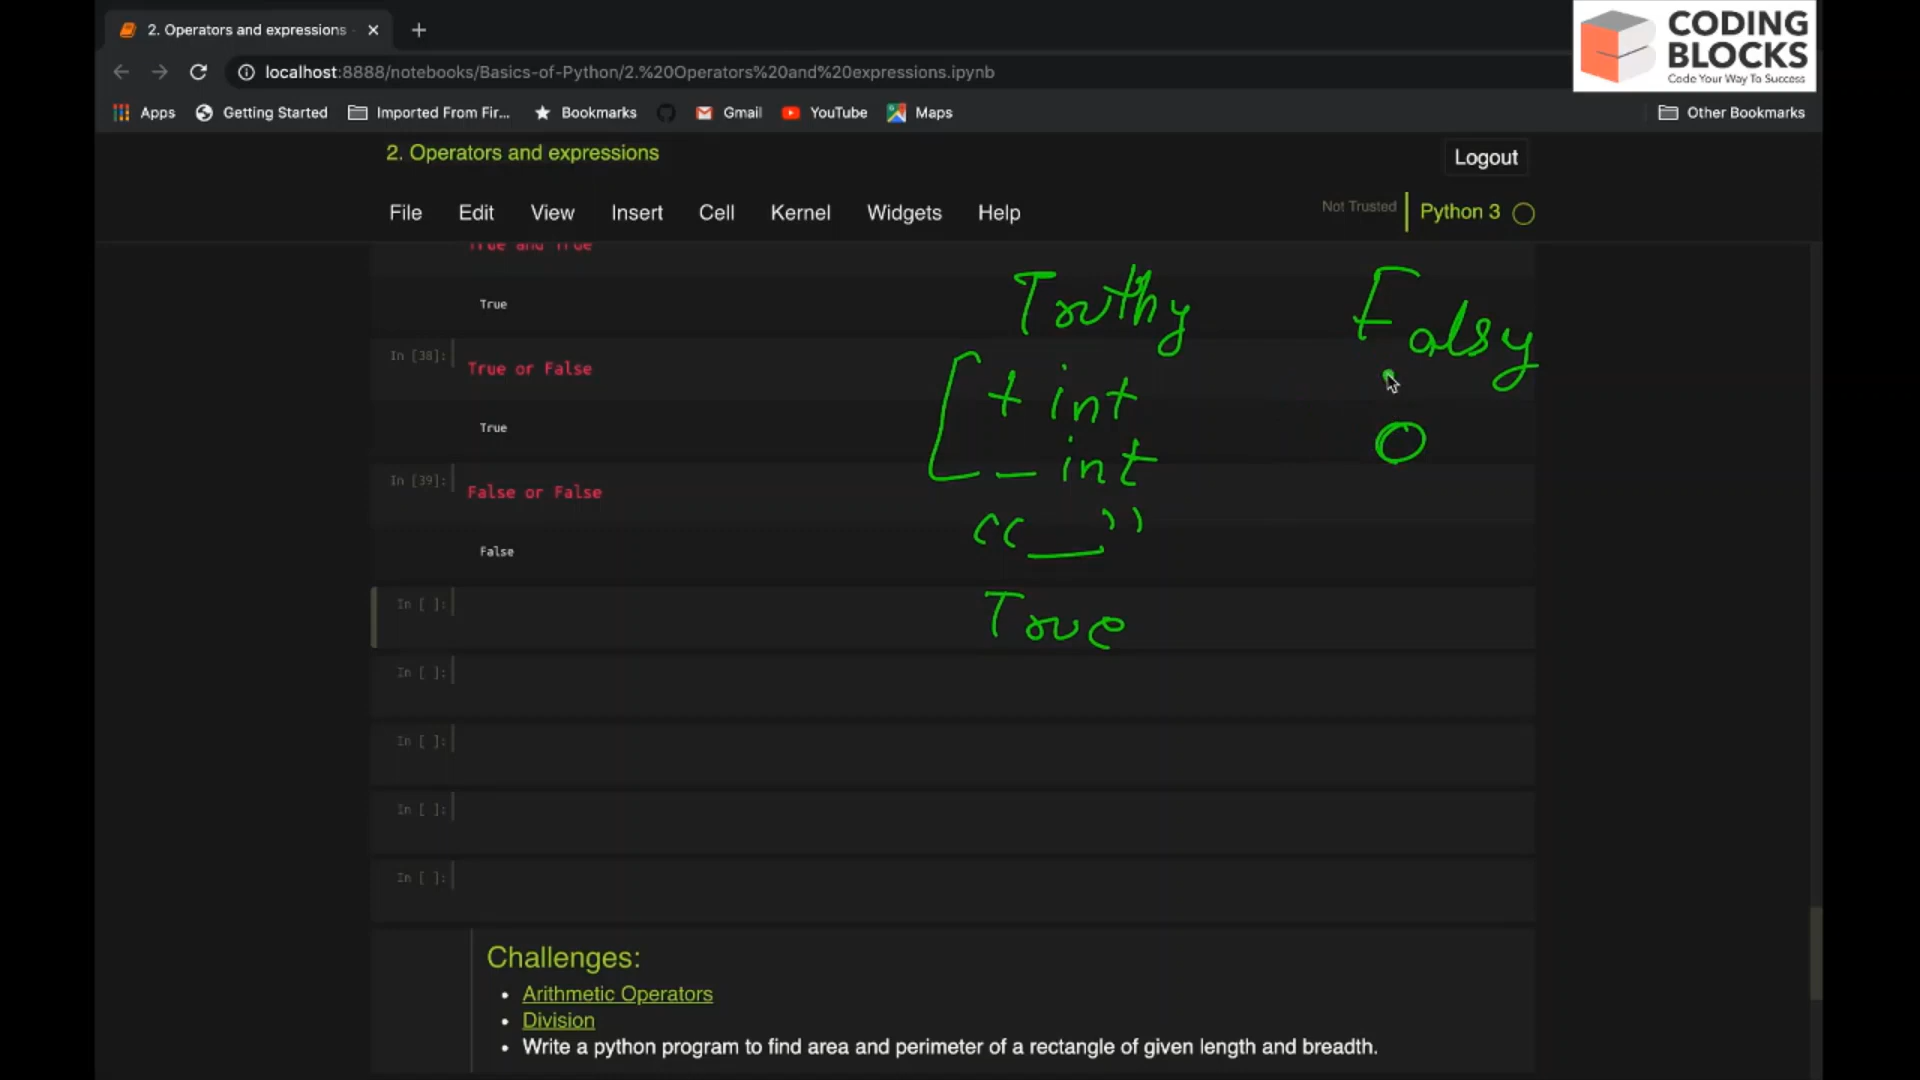 2. Operators and expressions
CODING
BLOCKS
Code Your Way To Success
localhost:8888/notebooks/Basics-of-Python/2.%20Operators%20and%20expressions.ipynb
Apps Getting Started Imported From Fir... Bookmarks Gmail YouTube Maps Other Bookmarks
2. Operators and expressions
Logout
File Edit View Insert Cell Kernel Widgets Help Not Trusted Python 3
True and True
True
Truthy Falsy
In [38]: True or False
+ int
True
0
- int
In [39]: False or False
“__”
False
In [ ]:
True
In [ ]:
In [ ]:
In [ ]:
In [ ]:
Challenges:
• Arithmetic Operators
• Division
• Write a python program to find area and perimeter of a rectangle of given length and breadth.